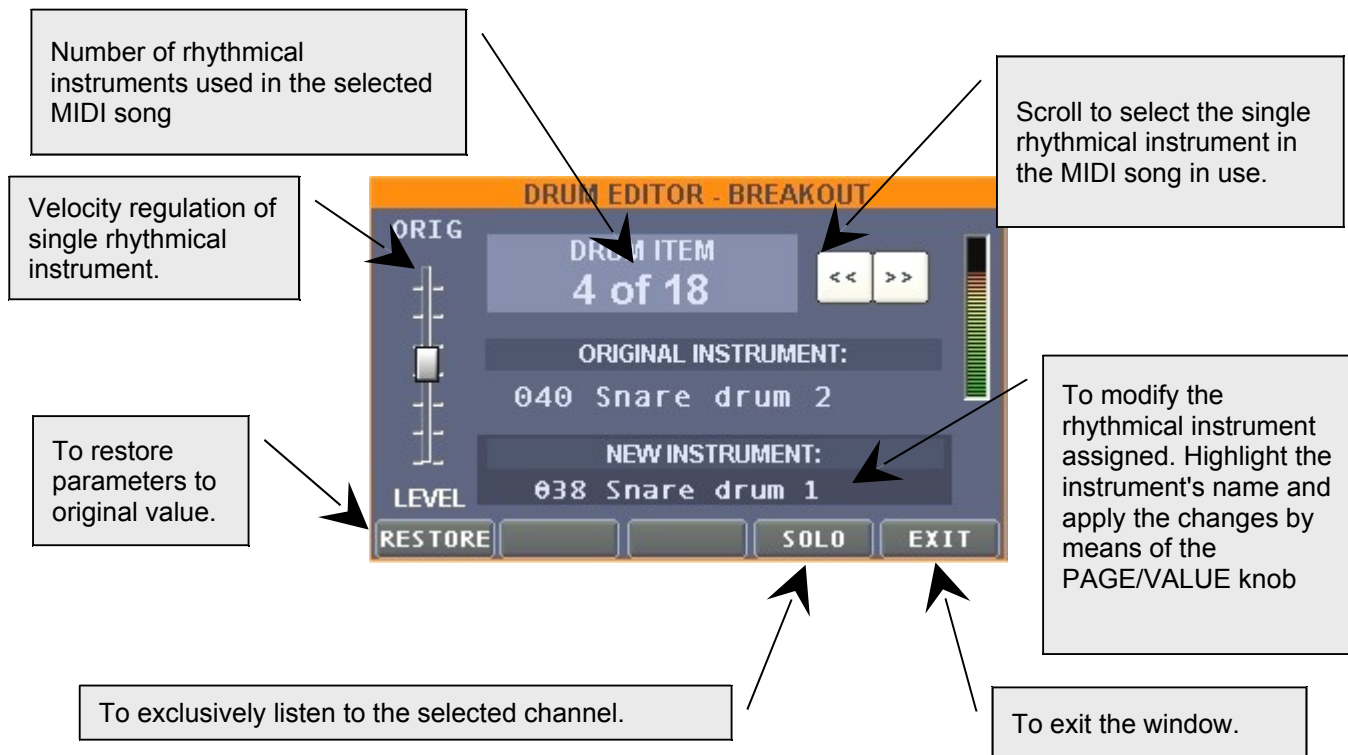 Number of rhythmical
instruments used in the selected
MIDI song
Scroll to select the single
rhythmical instrument in
the MIDI song in use.
Velocity regulation of
single rhythmical
instrument.
DRUM EDITOR - BREAKOUT
ORIG
DRUM ITEM
4 of 18
<< >>
ORIGINAL INSTRUMENT:
040 Snare drum 2
NEW INSTRUMENT:
038 Snare drum 1
LEVEL
RESTORE SOLO EXIT
To restore
parameters to
original value.
To modify the
rhythmical instrument
assigned. Highlight the
instrument's name and
apply the changes by
means of the
PAGE/VALUE knob
To exclusively listen to the selected channel.
To exit the window.